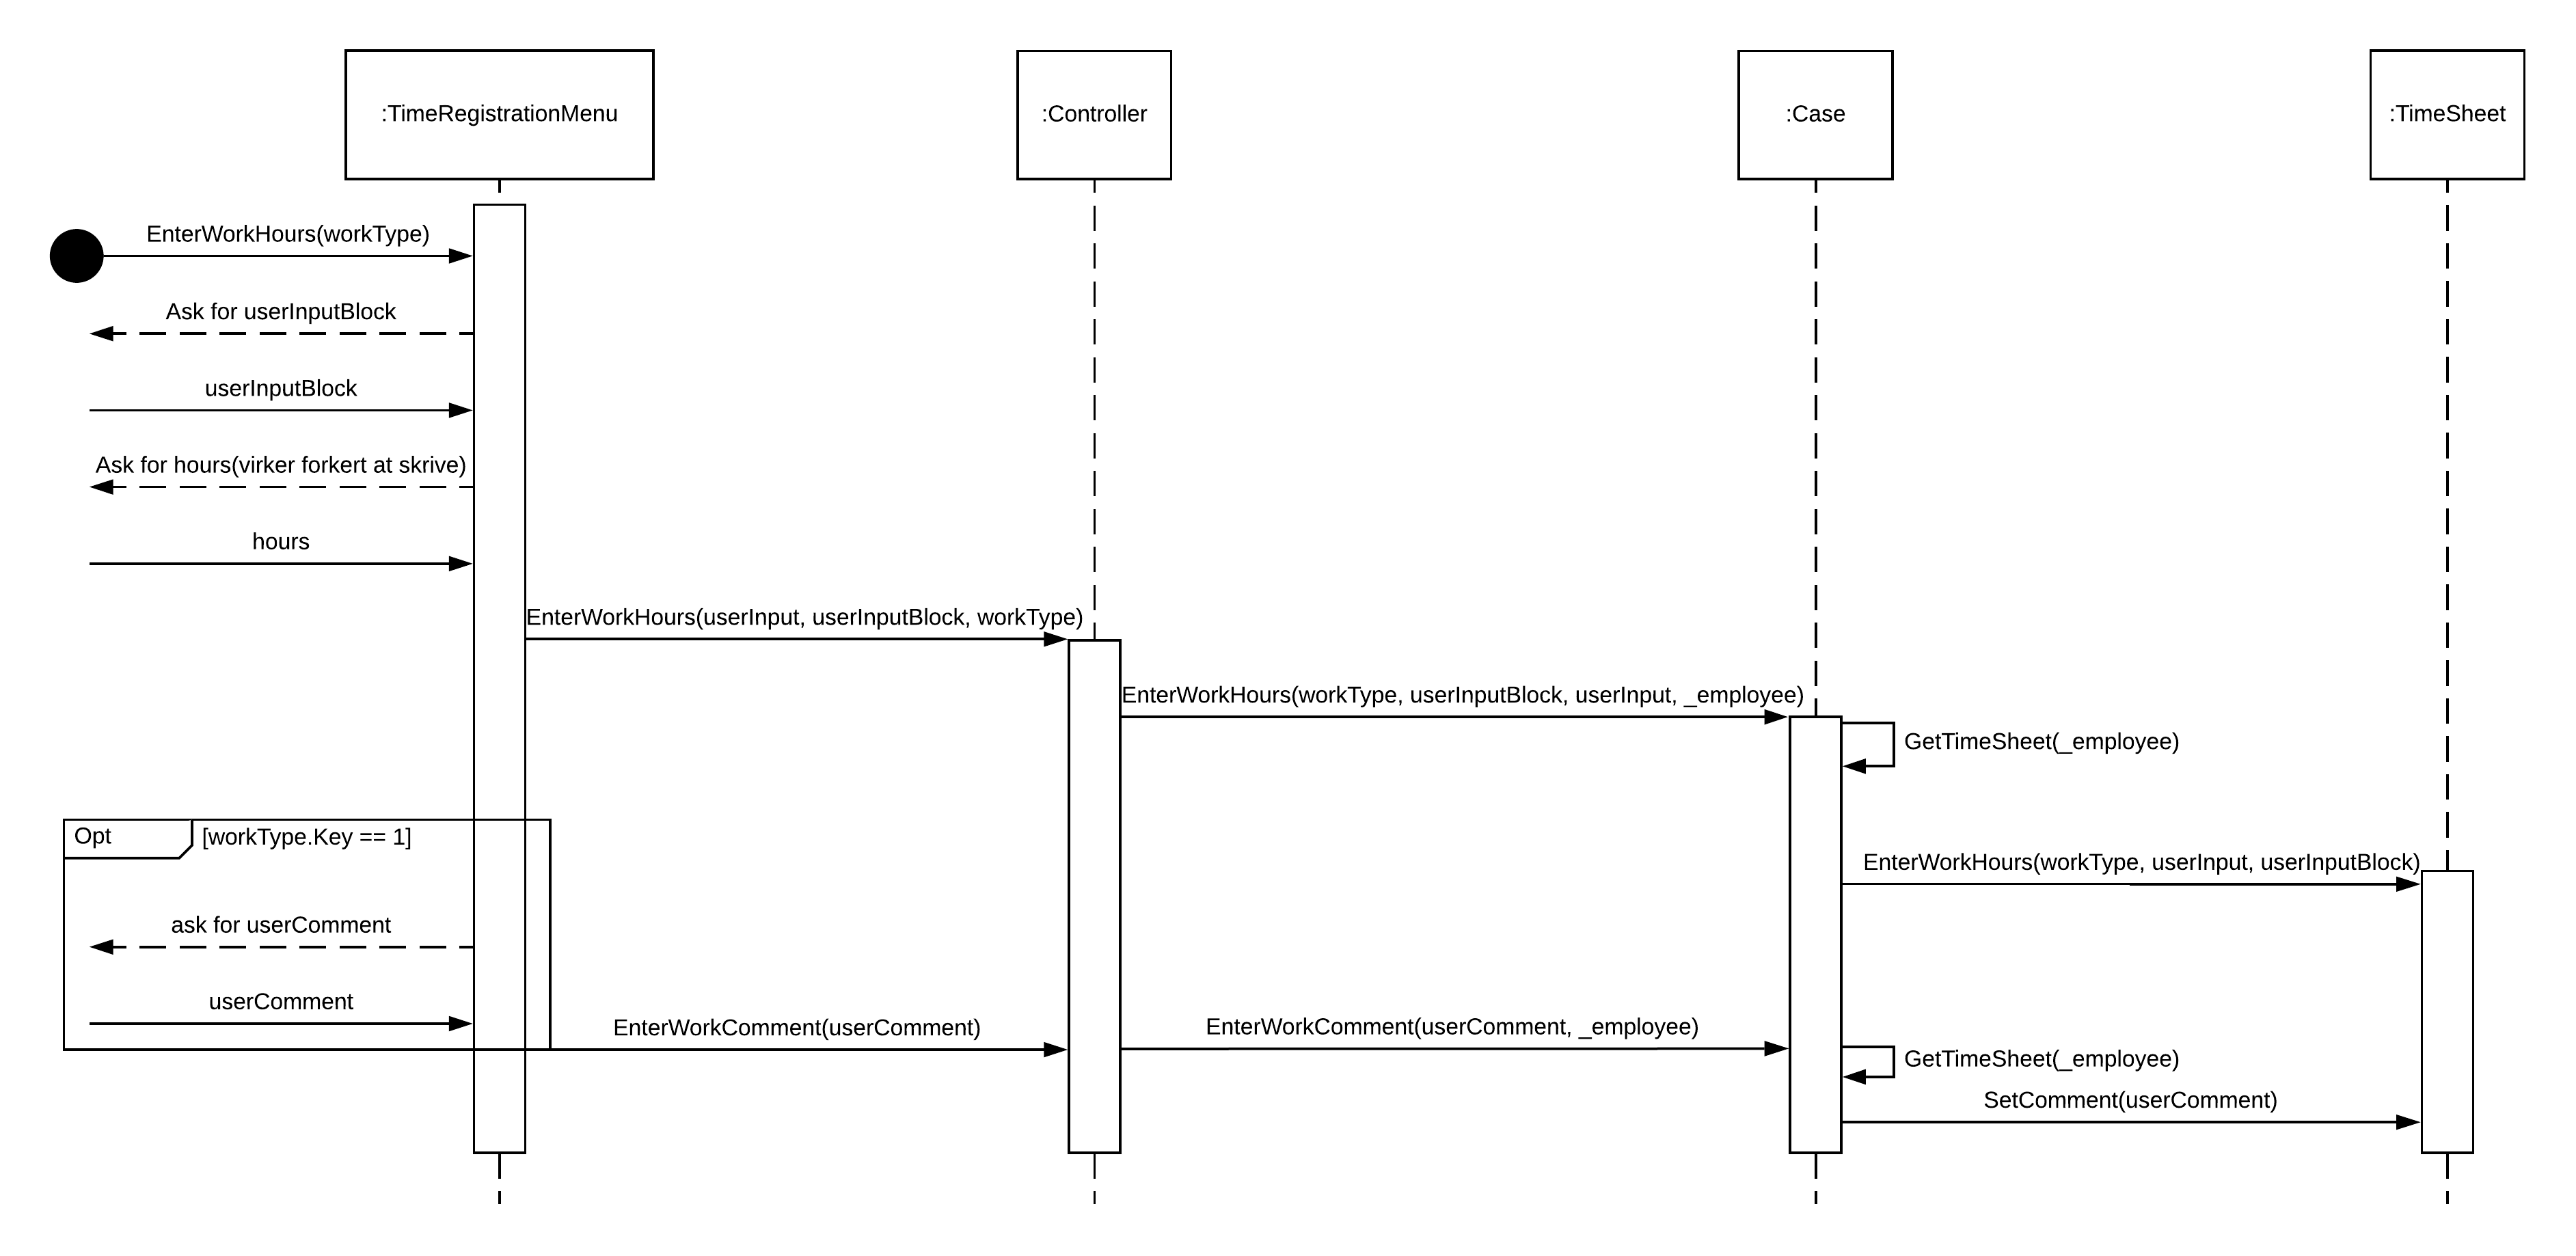 :TimeRegistrationMenu
:Controller
:Case
:TimeSheet
EnterWorkHours(workType)
Ask for userInputBlock
userInputBlock
Ask for hours(virker forkert at skrive)
hours
EnterWorkHours(userInput, userInputBlock, workType)
EnterWorkHours(workType, userInputBlock, userInput, _employee)
GetTimeSheet(_employee)
Opt
[workType.Key == 1]
EnterWorkHours(workType, userInput, userInputBlock)
ask for userComment
userComment
EnterWorkComment(userComment)
EnterWorkComment(userComment, _employee)
GetTimeSheet(_employee)
SetComment(userComment)